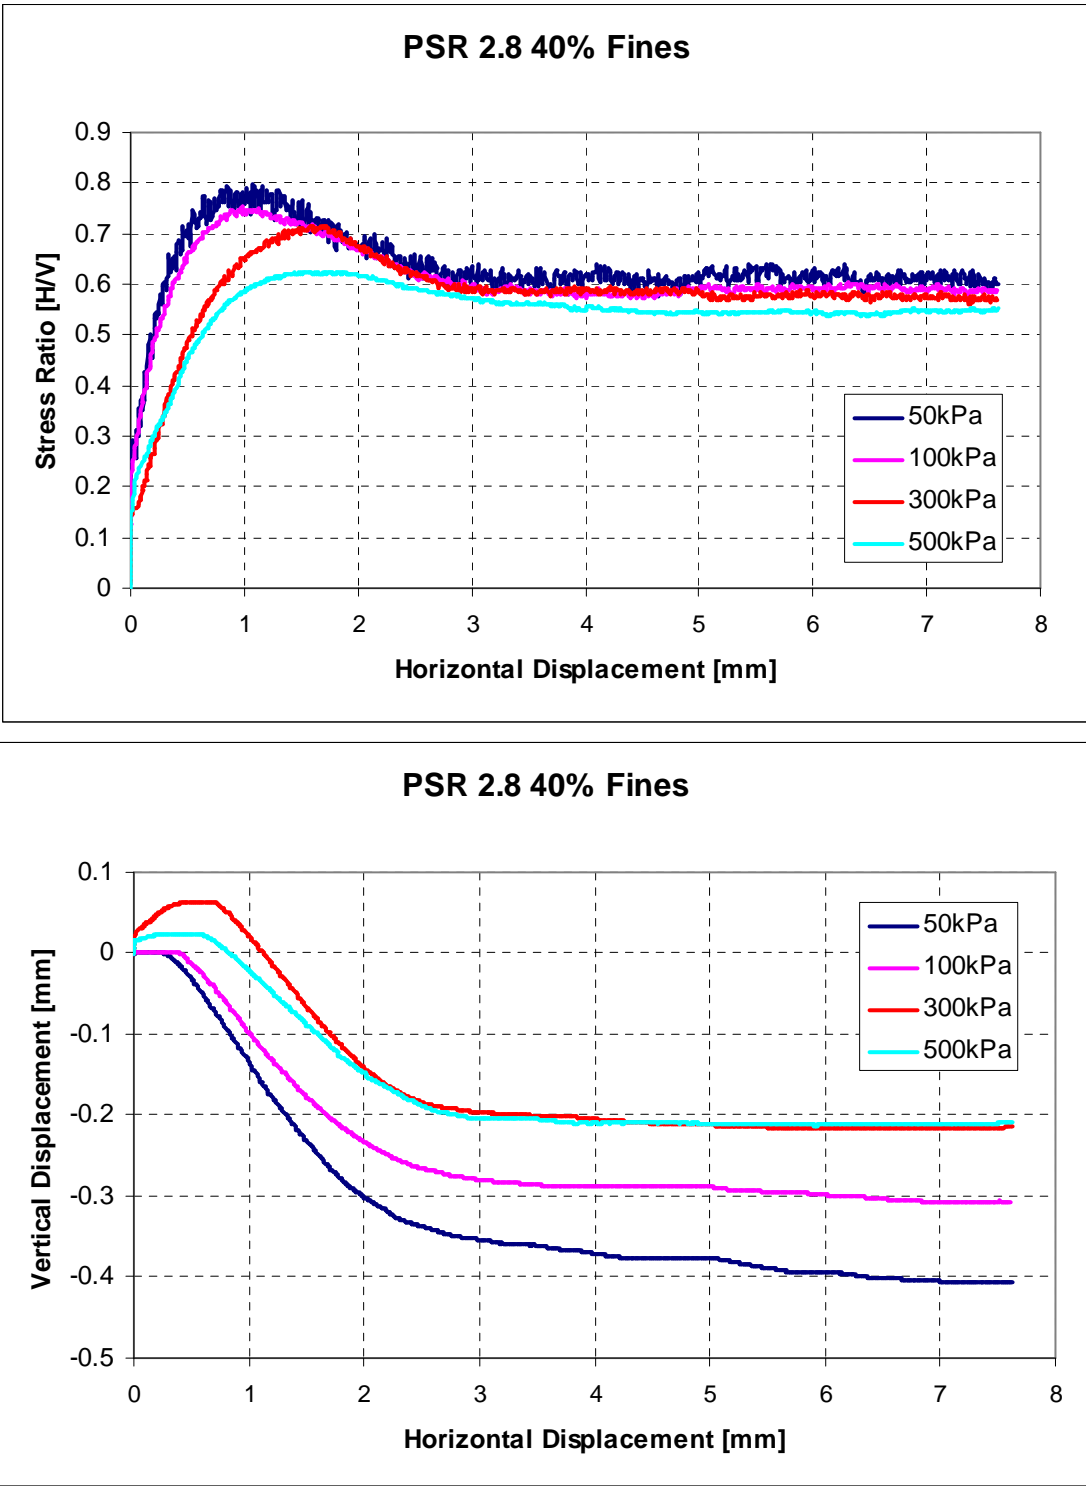 PSR 2.8 40% Fines
0.9
0.8
0.7
0.6
0.5
0.4
0.3
0.2
0.1
0
Stress Ratio [H/V]
50kPa
100kPa
300kPa
500kPa
0 1 2 3 4 5 6 7 8
Horizontal Displacement [mm]
PSR 2.8 40% Fines
0.1
0
-0.1
-0.2
-0.3
-0.4
-0.5
Vertical Displacement [mm]
50kPa
100kPa
300kPa
500kPa
0 1 2 3 4 5 6 7 8
Horizontal Displacement [mm]